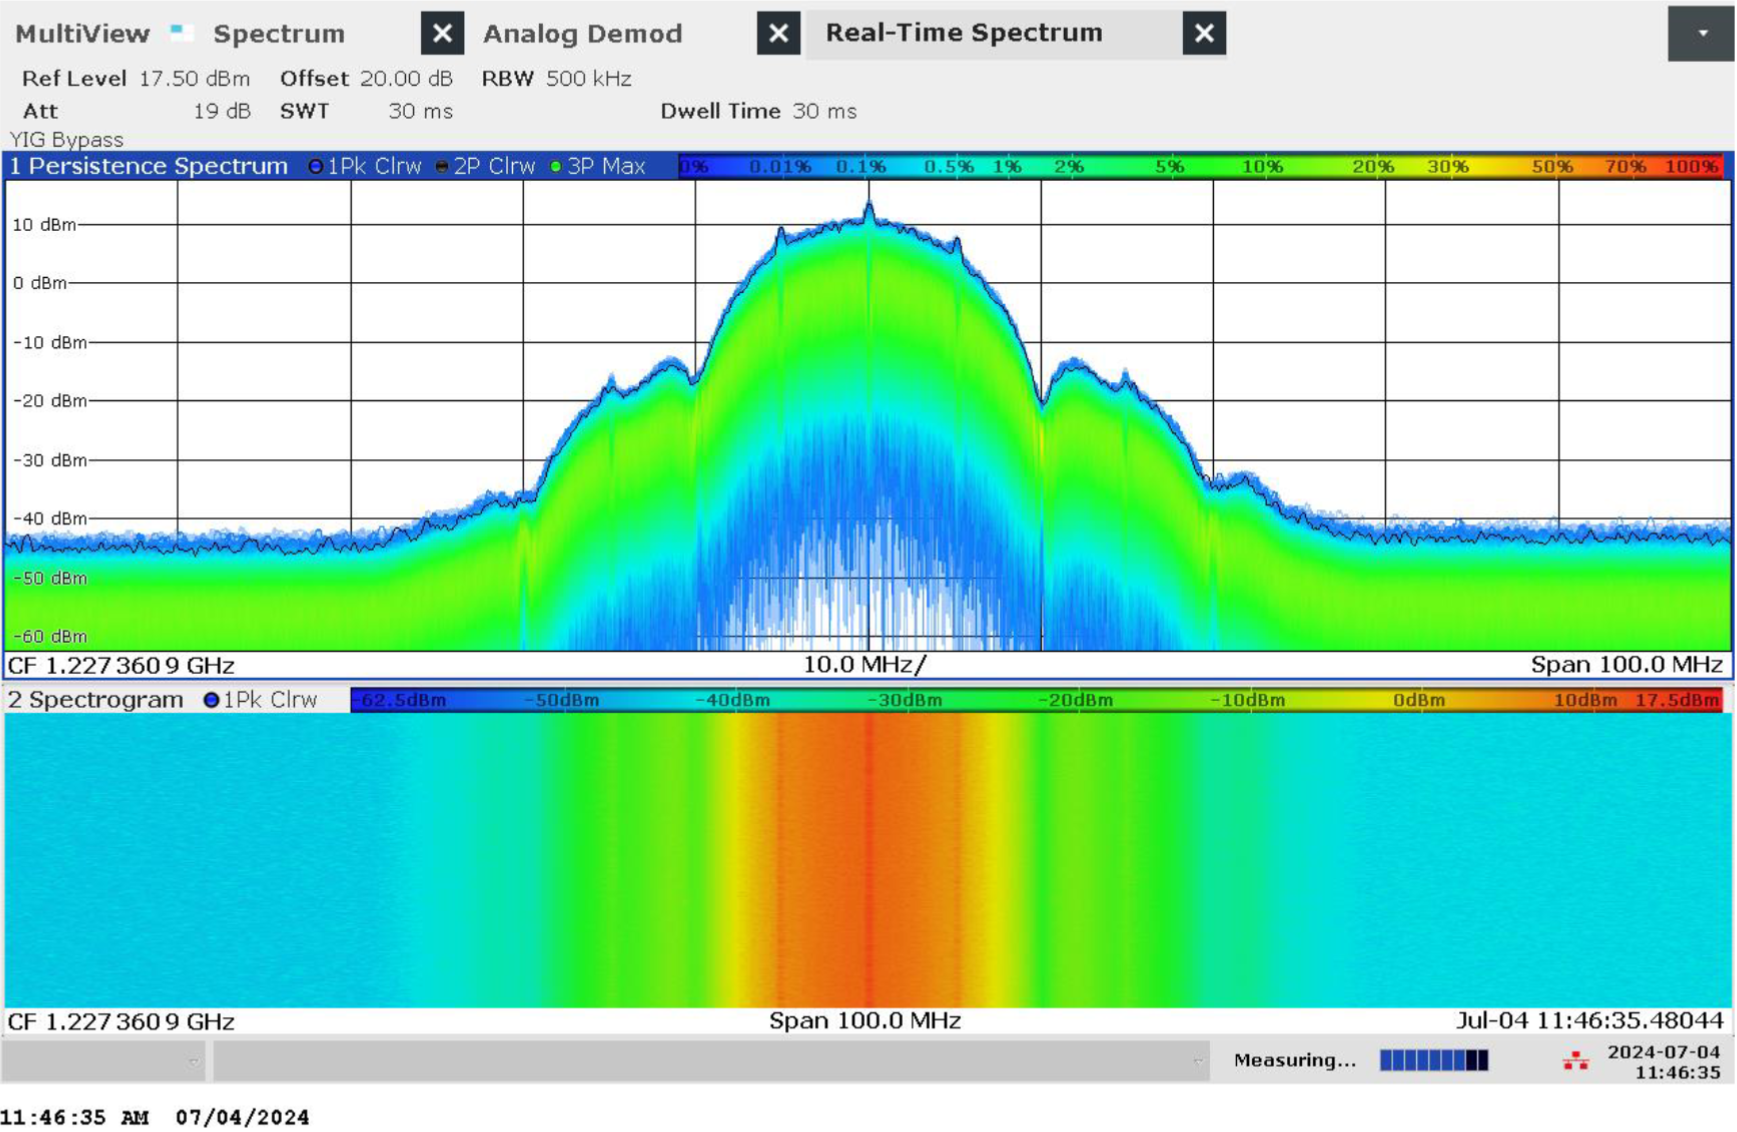 MultiView Spectrum Analog Demod Real-Time Spectrum
Ref Level 17.50 dBm Offset 20.00 dB RBW 500 kHz
Att 19 dB SWT 30 ms Dwell Time 30 ms
YIG Bypass
1 Persistence Spectrum 1Pk Clrw 2P Clrw 3P Max 0% 0.01% 0.1% 0.5% 1% 2% 5% 10% 20% 30% 50% 70% 100%
10 dBm
0 dBm
-10 dBm
-20 dBm
-30 dBm
-40 dBm
-50 dBm
-60 dBm
CF 1.2273609 GHz 10.0 MHz/ Span 100.0 MHz
2 Spectrogram 1Pk Clrw -62.5dBm -50dBm -40dBm -30dBm -20dBm -10dBm 0dBm 10dBm 17.5dBm
CF 1.2273609 GHz Span 100.0 MHz Jul-04 11:46:35.48044
Measuring... 2024-07-04
11:46:35
11:46:35 AM 07/04/2024